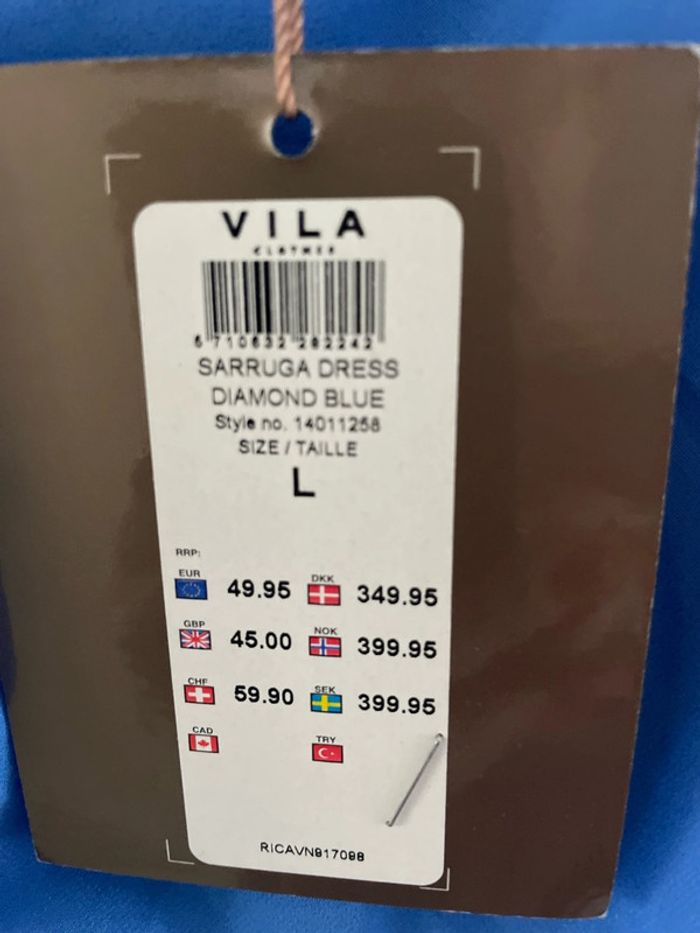 VILA
CLOTHES
5 710632 282242
SARRUGA DRESS
DIAMOND BLUE
Style no. 14011258
SIZE / TAILLE
L
RRP:
EUR 49.95 DKK 349.95
GBP 45.00 NOK 399.95
CHF 59.90 SEK 399.95
CAD TRY
RICAVN917098